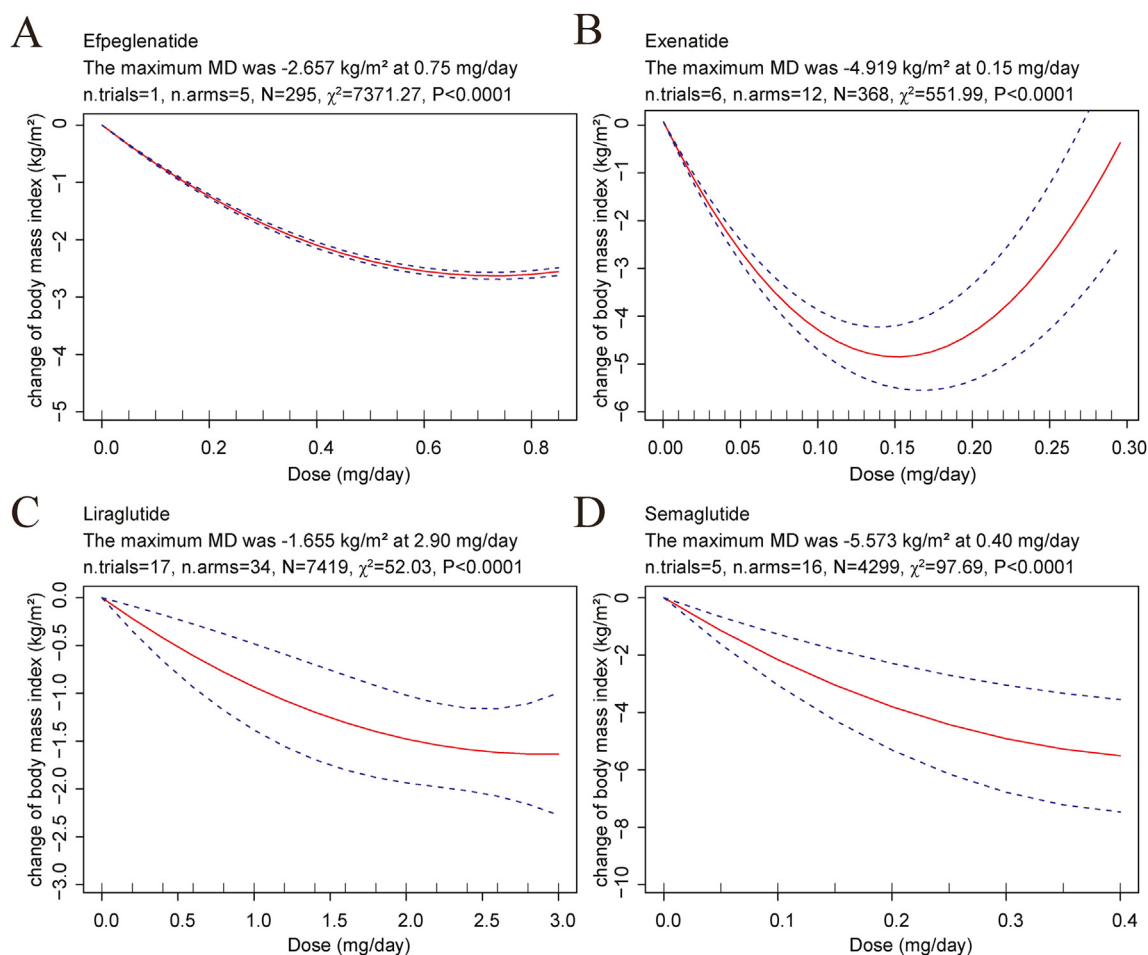 A
Efpeglenatide
The maximum MD was -2.657 kg/m² at 0.75 mg/day
n.trials=1, n.arms=5, N=295, χ²=7371.27, P<0.0001
change of body mass index (kg/m²)
0
-1
-2
-3
-4
-5
0.0 0.2 0.4 0.6 0.8
Dose (mg/day)
B
Exenatide
The maximum MD was -4.919 kg/m² at 0.15 mg/day
n.trials=6, n.arms=12, N=368, χ²=551.99, P<0.0001
change of body mass index (kg/m²)
0
-1
-2
-3
-4
-5
-6
0.00 0.05 0.10 0.15 0.20 0.25 0.30
Dose (mg/day)
C
Liraglutide
The maximum MD was -1.655 kg/m² at 2.90 mg/day
n.trials=17, n.arms=34, N=7419, χ²=52.03, P<0.0001
change of body mass index (kg/m²)
0.0
-0.5
-1.0
-1.5
-2.0
-2.5
-3.0
0.0 0.5 1.0 1.5 2.0 2.5 3.0
Dose (mg/day)
D
Semaglutide
The maximum MD was -5.573 kg/m² at 0.40 mg/day
n.trials=5, n.arms=16, N=4299, χ²=97.69, P<0.0001
change of body mass index (kg/m²)
0
-2
-4
-6
-8
-10
0.0 0.1 0.2 0.3 0.4
Dose (mg/day)